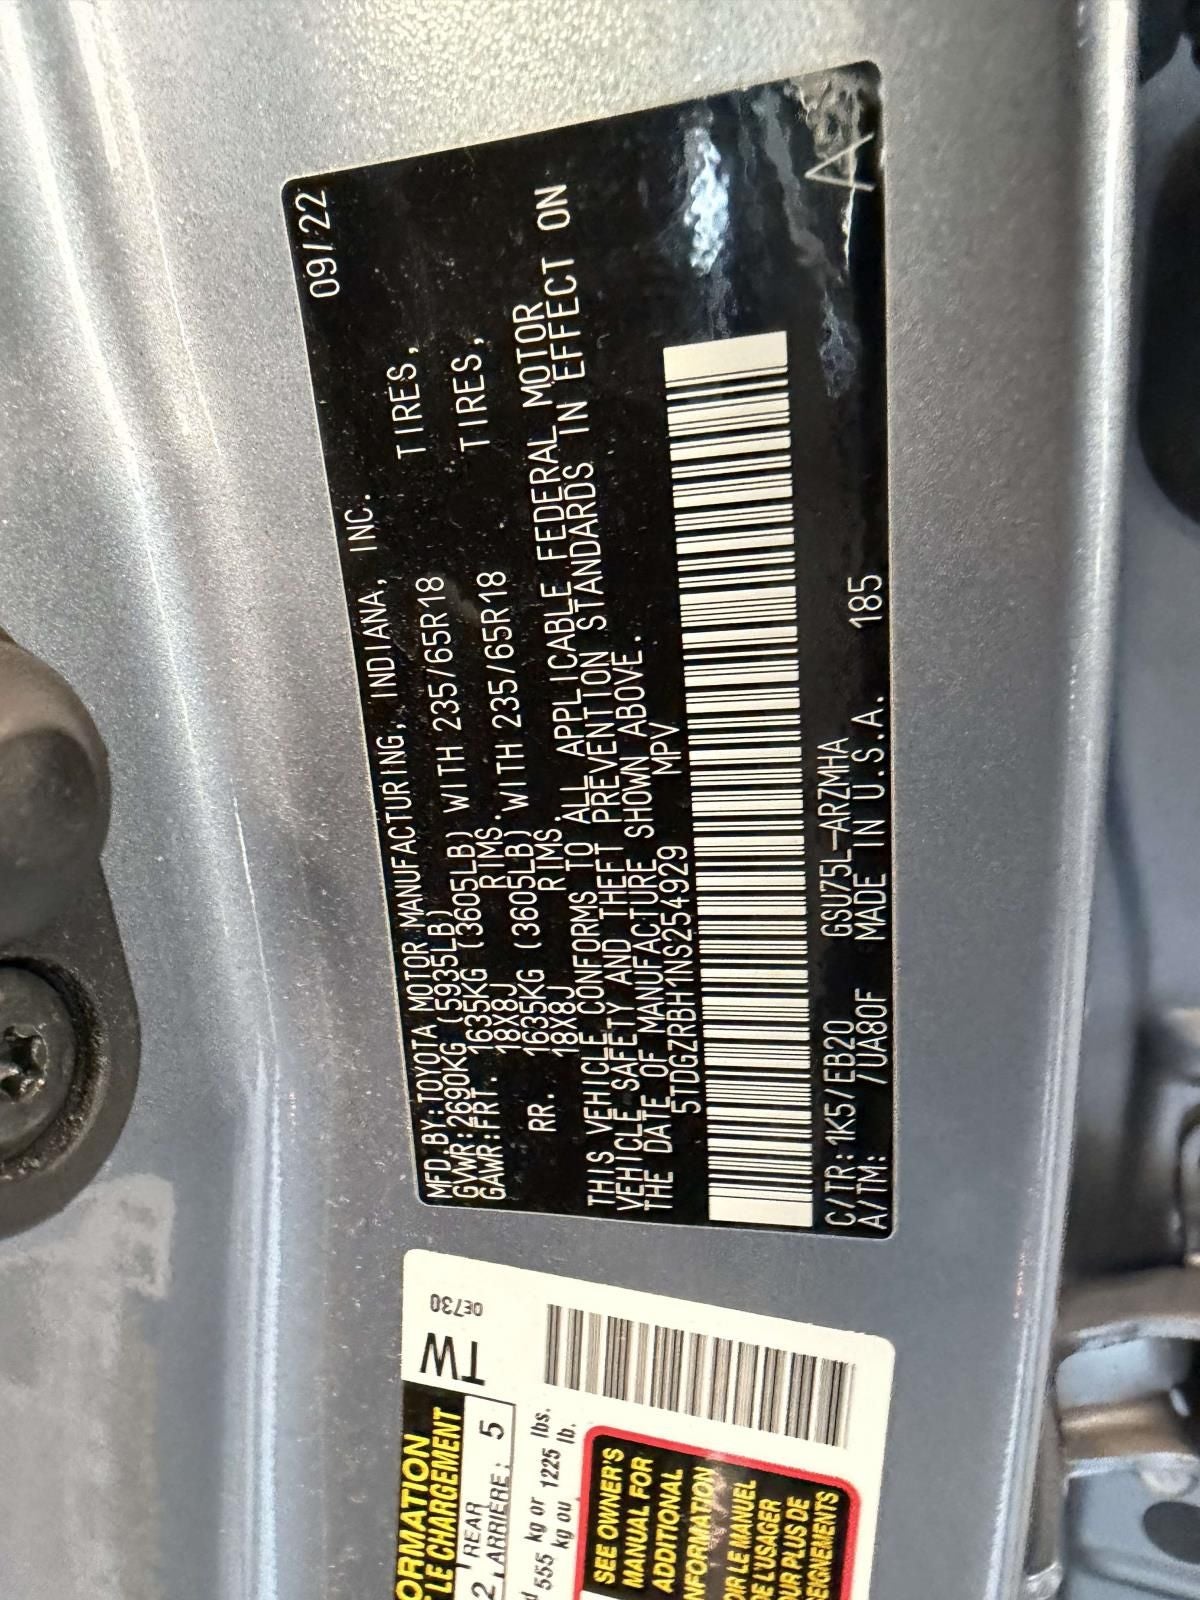 MFD.BY:TOYOTA MOTOR MANUFACTURING, INDIANA, INC. 09/22
GVWR:2690KG (5935LB)
GAWR:FRT. 1635KG (3605LB) WITH 235/65R18 TIRES,
18X8J RIMS.
RR. 1635KG (3605LB) WITH 235/65R18 TIRES,
18X8J RIMS.
THIS VEHICLE CONFORMS TO ALL APPLICABLE FEDERAL MOTOR
VEHICLE SAFETY AND THEFT PREVENTION STANDARDS IN EFFECT ON
THE DATE OF MANUFACTURE SHOWN ABOVE.
5TDGZRBH1NS254929 MPV
C/TR:1K5/EB20 GSU75L-ARZMHA
A/TM: 7UA80F MADE IN U.S.A. 185
A
0E730
TW
ORMATION
LE CHARGEMENT
2, REAR
ARRIÈRE: 5
555 kg or 1225 lbs.
kg ou lb.
SEE OWNER'S
MANUAL FOR
ADDITIONAL
INFORMATION
OIR LE MANUEL
DE L'USAGER
OUR PLUS DE
SEIGNEMENTS